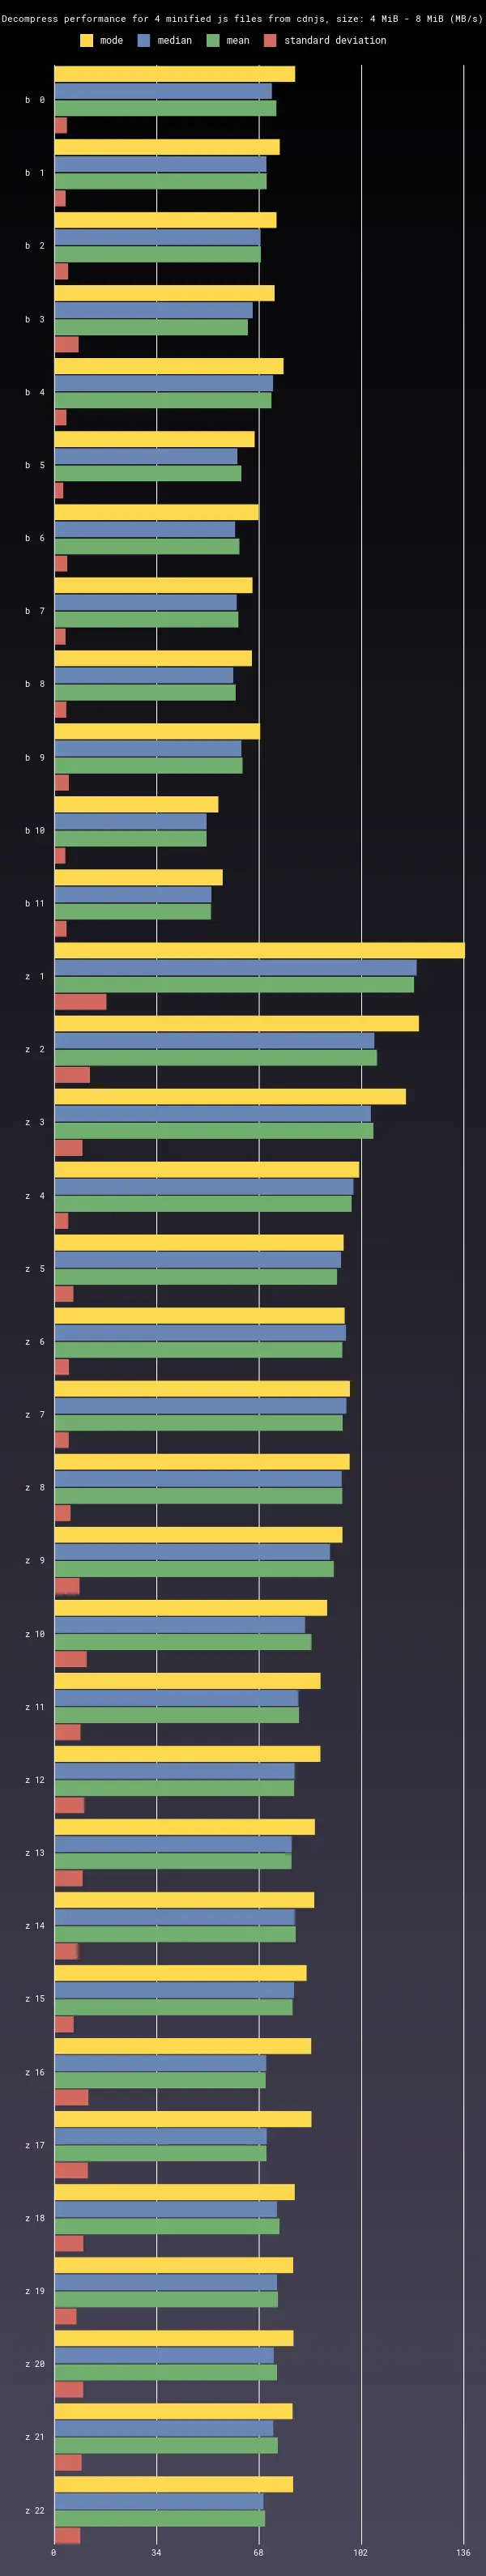 Decompress performance for 4 minified js files from cdnjs, size: 4 MiB - 8 MiB (MB/s)
mode median mean standard deviation
b 0
b 1
b 2
b 3
b 4
b 5
b 6
b 7
b 8
b 9
b 10
b 11
z 1
z 2
z 3
z 4
z 5
z 6
z 7
z 8
z 9
z 10
z 11
z 12
z 13
z 14
z 15
z 16
z 17
z 18
z 19
z 20
z 21
z 22
0 34 68 102 136